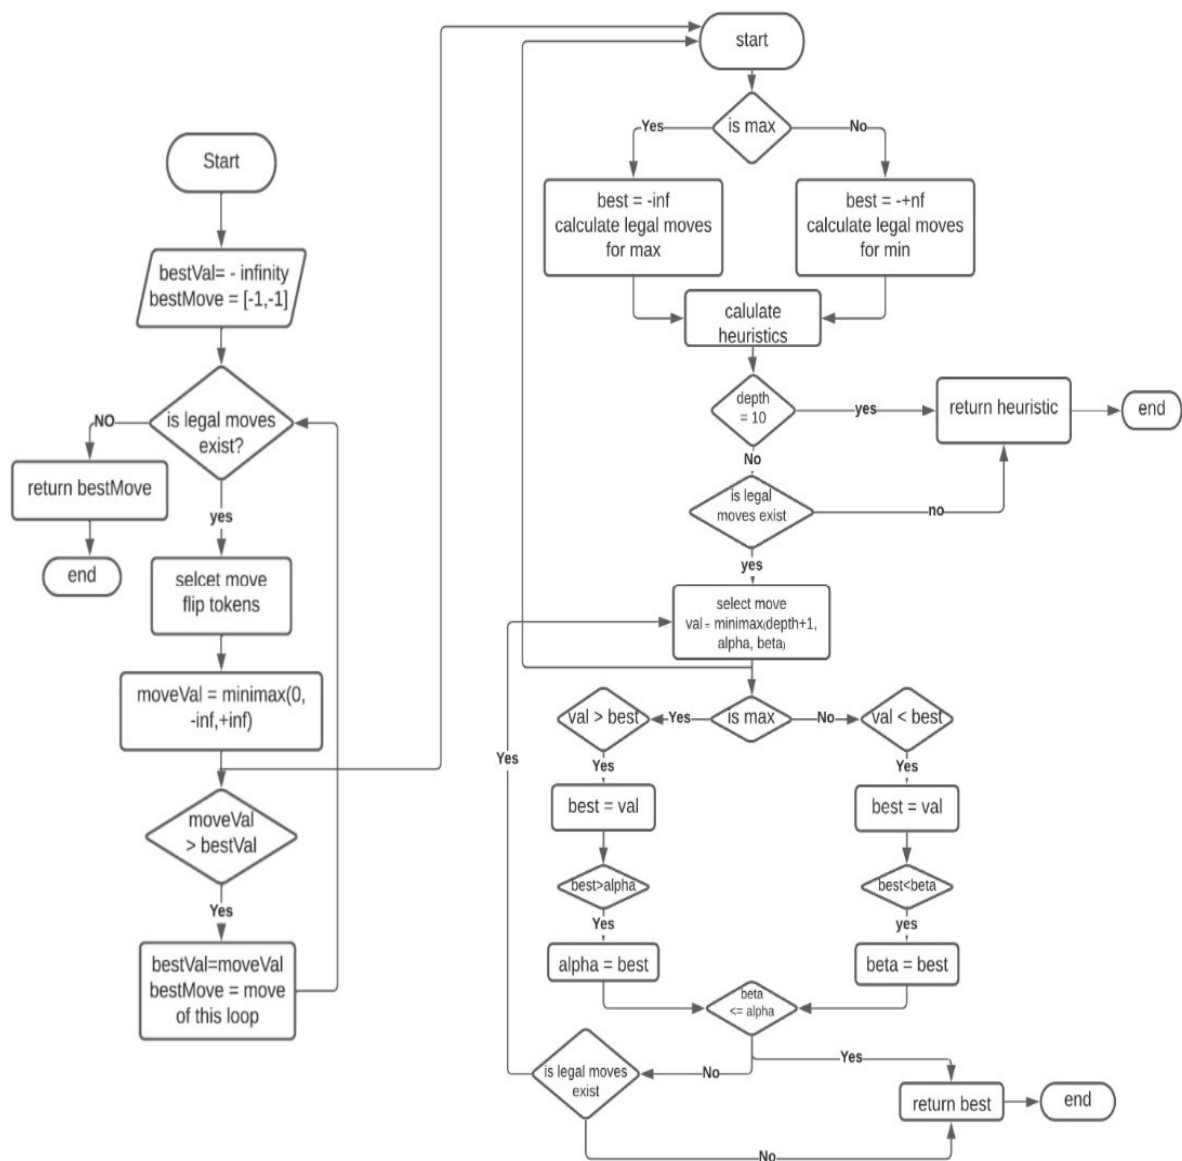 Start
bestVal= - infinity
bestMove = [-1,-1]
is legal moves
exist?
NO
return bestMove
end
yes
selcet move
flip tokens
moveVal = minimax(0,
-inf,+inf)
moveVal
> bestVal
Yes
bestVal=moveVal
bestMove = move
of this loop
start
is max
Yes
No
best = -inf
calculate legal moves
for max
best = -+nf
calculate legal moves
for min
calulate
heuristics
depth
= 10
yes
return heuristic
end
No
is legal
moves exist
no
yes
select move
val = minimax(depth+1,
alpha, beta)
is max
Yes
No
val > best
val < best
Yes
Yes
Yes
best = val
best = val
best>alpha
best<beta
Yes
yes
alpha = best
beta = best
beta
<= alpha
Yes
No
is legal moves
exist
return best
end
No